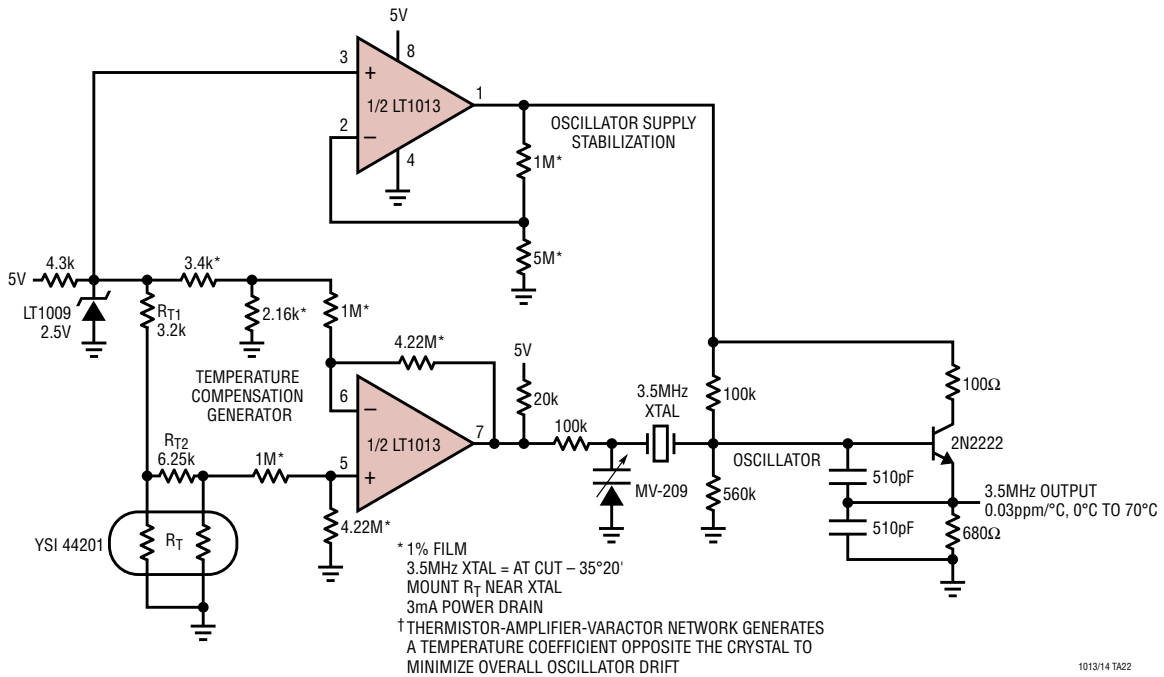 5V
8
3
+
1/2 LT1013
1
2
−
4
OSCILLATOR SUPPLY
STABILIZATION
1M*
5M*
5V
4.3k
3.4k*
LT1009
2.5V
RT1
3.2k
2.16k*
1M*
4.22M*
TEMPERATURE
COMPENSATION
GENERATOR
6
−
1/2 LT1013
7
5
+
5V
20k
100k
3.5MHz
XTAL
100k
100Ω
2N2222
OSCILLATOR
RT2
6.25k
1M*
4.22M*
MV-209
560k
510pF
510pF
680Ω
3.5MHz OUTPUT
0.03ppm/°C, 0°C TO 70°C
YSI 44201
RT
* 1% FILM
3.5MHz XTAL = AT CUT – 35°20'
MOUNT RT NEAR XTAL
3mA POWER DRAIN
† THERMISTOR-AMPLIFIER-VARACTOR NETWORK GENERATES
A TEMPERATURE COEFFICIENT OPPOSITE THE CRYSTAL TO
MINIMIZE OVERALL OSCILLATOR DRIFT
1013/14 TA22